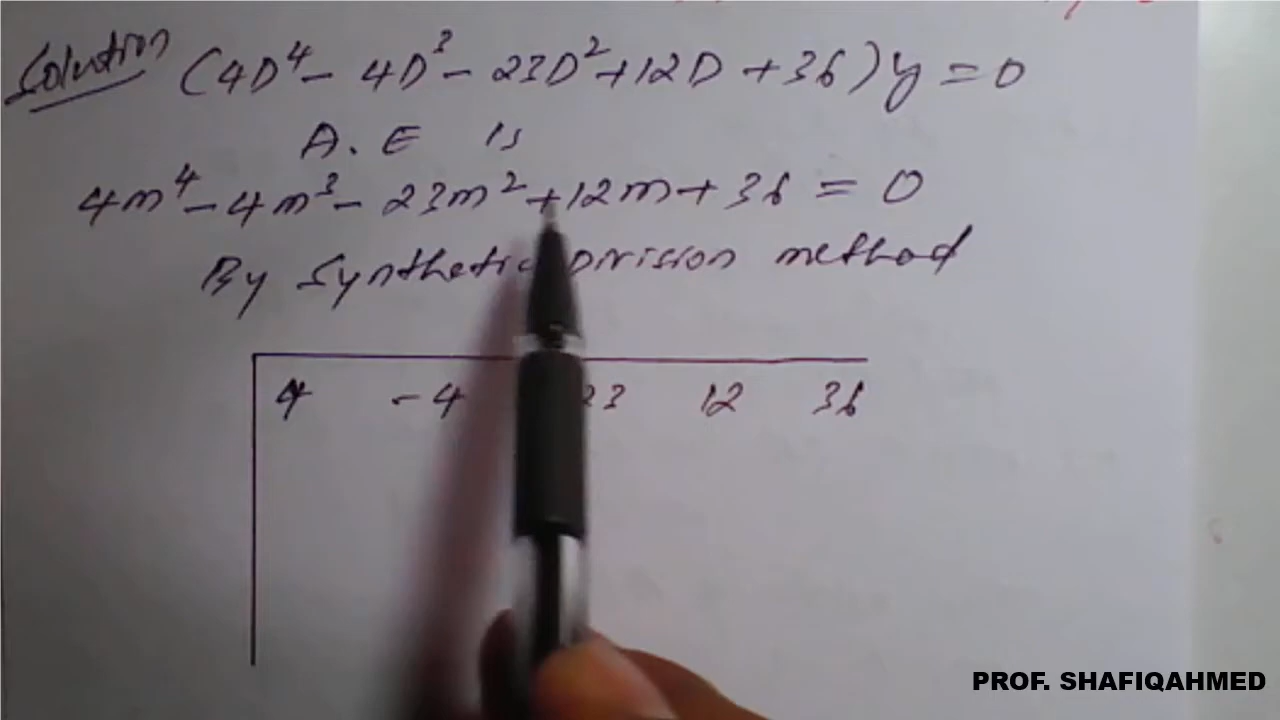 Solution (4D⁴ - 4D³ - 23D² + 12D + 36) y = 0
A.E is
4m⁴ - 4m³ - 23m² + 12m + 36 = 0
By Synthetic Division method
4 -4 23 12 36
PROF. SHAFIQAHMED